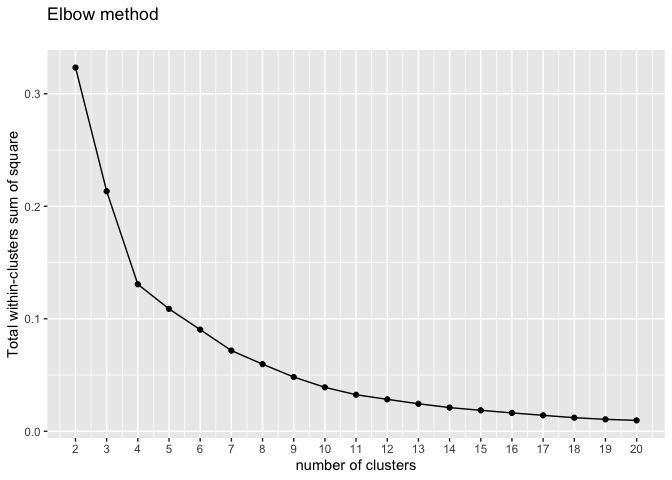 Elbow method
Total within-clusters sum of square
0.3
0.2
0.1
0.0
2 3 4 5 6 7 8 9 10 11 12 13 14 15 16 17 18 19 20
number of clusters